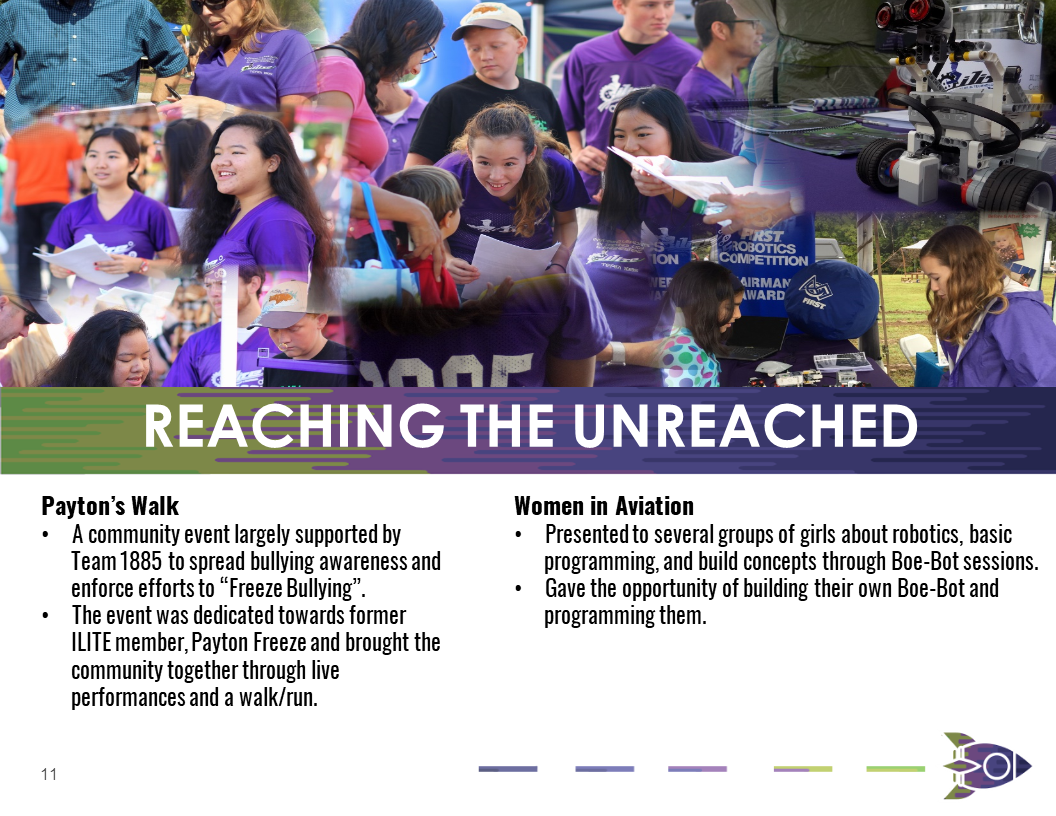 FIRST
ROBOTICS
COMPETITION
AWARD
FIRST
1885
REACHING THE UNREACHED
Payton’s Walk
• A community event largely supported by
Team 1885 to spread bullying awareness and
enforce efforts to “Freeze Bullying”.
• The event was dedicated towards former
ILITE member, Payton Freeze and brought the
community together through live
performances and a walk/run.
Women in Aviation
• Presented to several groups of girls about robotics, basic
programming, and build concepts through Boe-Bot sessions.
• Gave the opportunity of building their own Boe-Bot and
programming them.
11